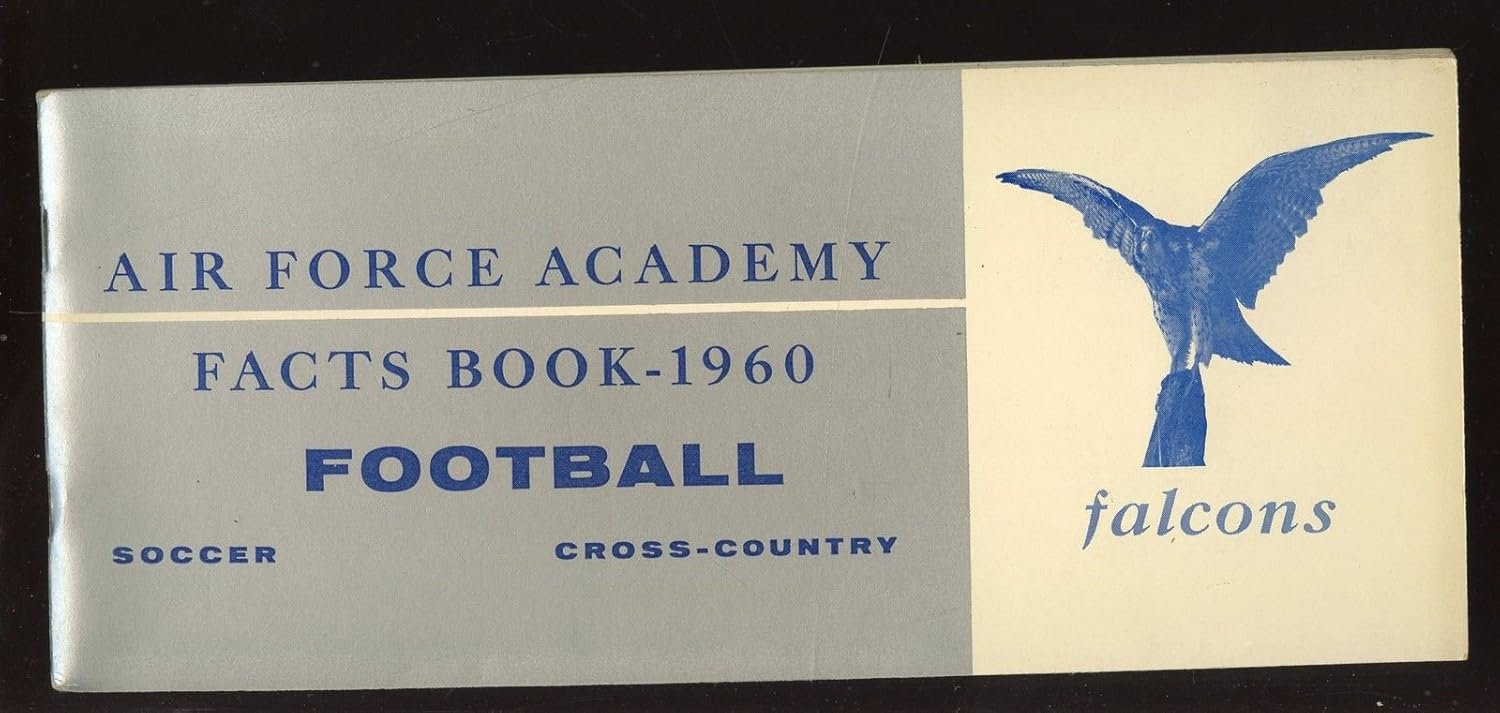 AIR FORCE ACADEMY
FACTS BOOK-1960
FOOTBALL
SOCCER CROSS-COUNTRY
falcons